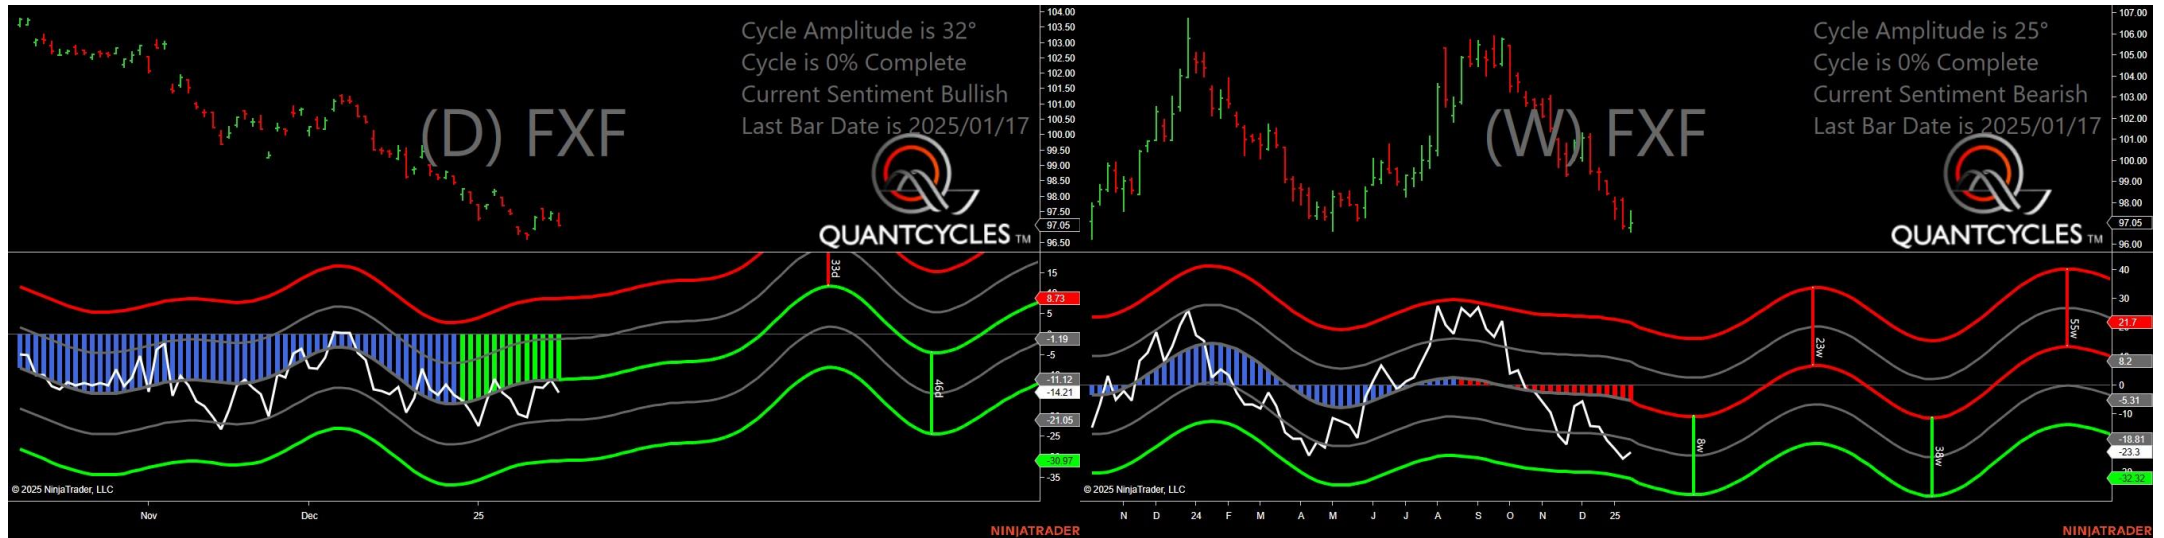 Cycle Amplitude is 32°
Cycle is 0% Complete
Current Sentiment Bullish
Last Bar Date is 2025/01/17
(D) FXF
QUANTCYCLES TM
104.00
103.50
103.00
102.50
102.00
101.50
101.00
100.50
100.00
99.50
99.00
98.50
98.00
97.50
97.05
96.50
33d
46d
15
8.73
5
-1.19
-5
-11.12
-14.21
-21.05
-25
-30.97
-35
© 2025 NinjaTrader, LLC
Nov
Dec
25
NINJATRADER
Cycle Amplitude is 25°
Cycle is 0% Complete
Current Sentiment Bearish
Last Bar Date is 2025/01/17
(W) FXF
QUANTCYCLES TM
107.00
106.00
105.00
104.00
103.00
102.00
101.00
100.00
99.00
98.00
97.05
96.00
8w
23w
38w
55w
40
30
21.7
8.2
0
-5.31
-10
-18.81
-23.3
-32.32
© 2025 NinjaTrader, LLC
N D 24 F M A M J J A S O N D 25
NINJATRADER